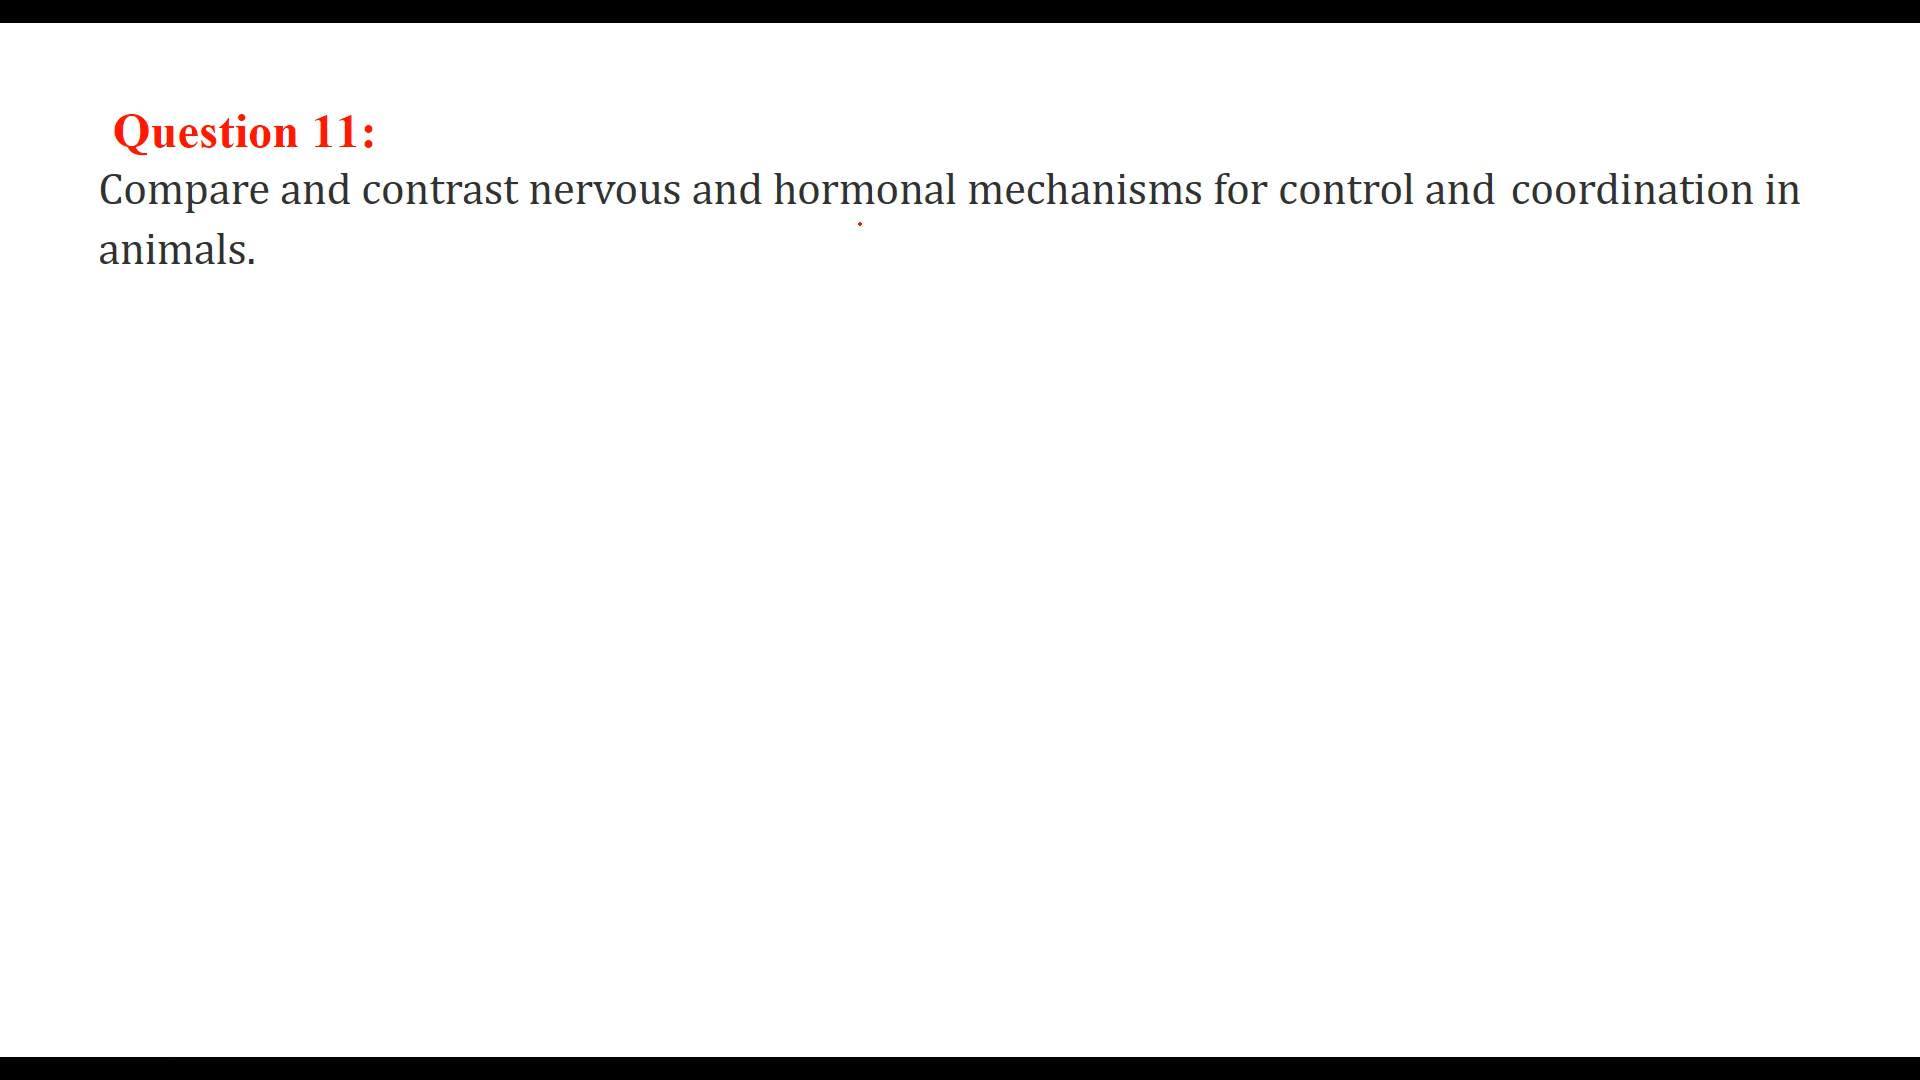 Question 11:
Compare and contrast nervous and hormonal mechanisms for control and coordination in
animals.